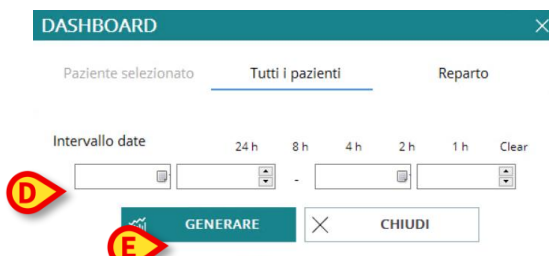 DASHBOARD
Paziente selezionato Tutti i pazienti Reparto
Intervallo date 24 h 8 h 4 h 2 h 1 h Clear
D -
GENERARE CHIUDI
E